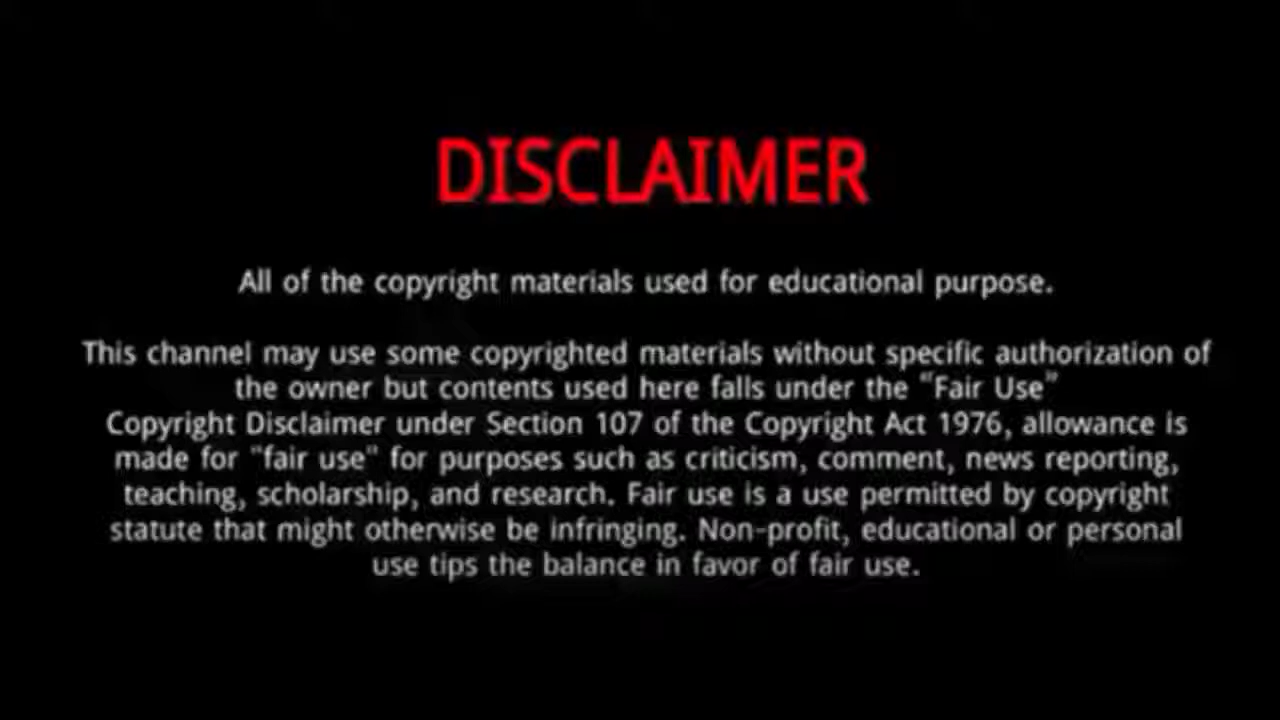 DISCLAIMER
All of the copyright materials used for educational purpose.
This channel may use some copyrighted materials without specific authorization of
the owner but contents used here falls under the “Fair Use”
Copyright Disclaimer under Section 107 of the Copyright Act 1976, allowance is
made for "fair use" for purposes such as criticism, comment, news reporting,
teaching, scholarship, and research. Fair use is a use permitted by copyright
statute that might otherwise be infringing. Non-profit, educational or personal
use tips the balance in favor of fair use.